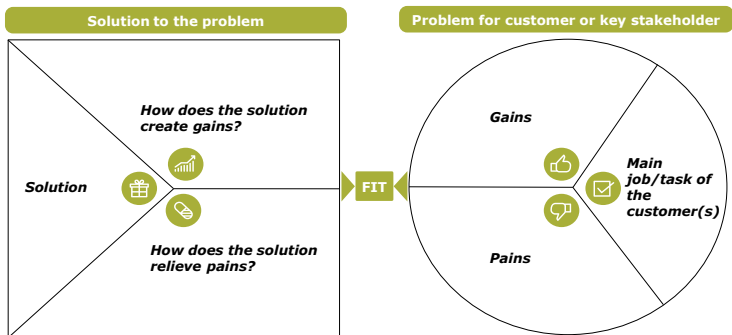 Solution to the problem
Problem for customer or key stakeholder
How does the solution
create gains?
Solution
How does the solution
relieve pains?
FIT
Gains
Main
job/task of
the
customer(s)
Pains